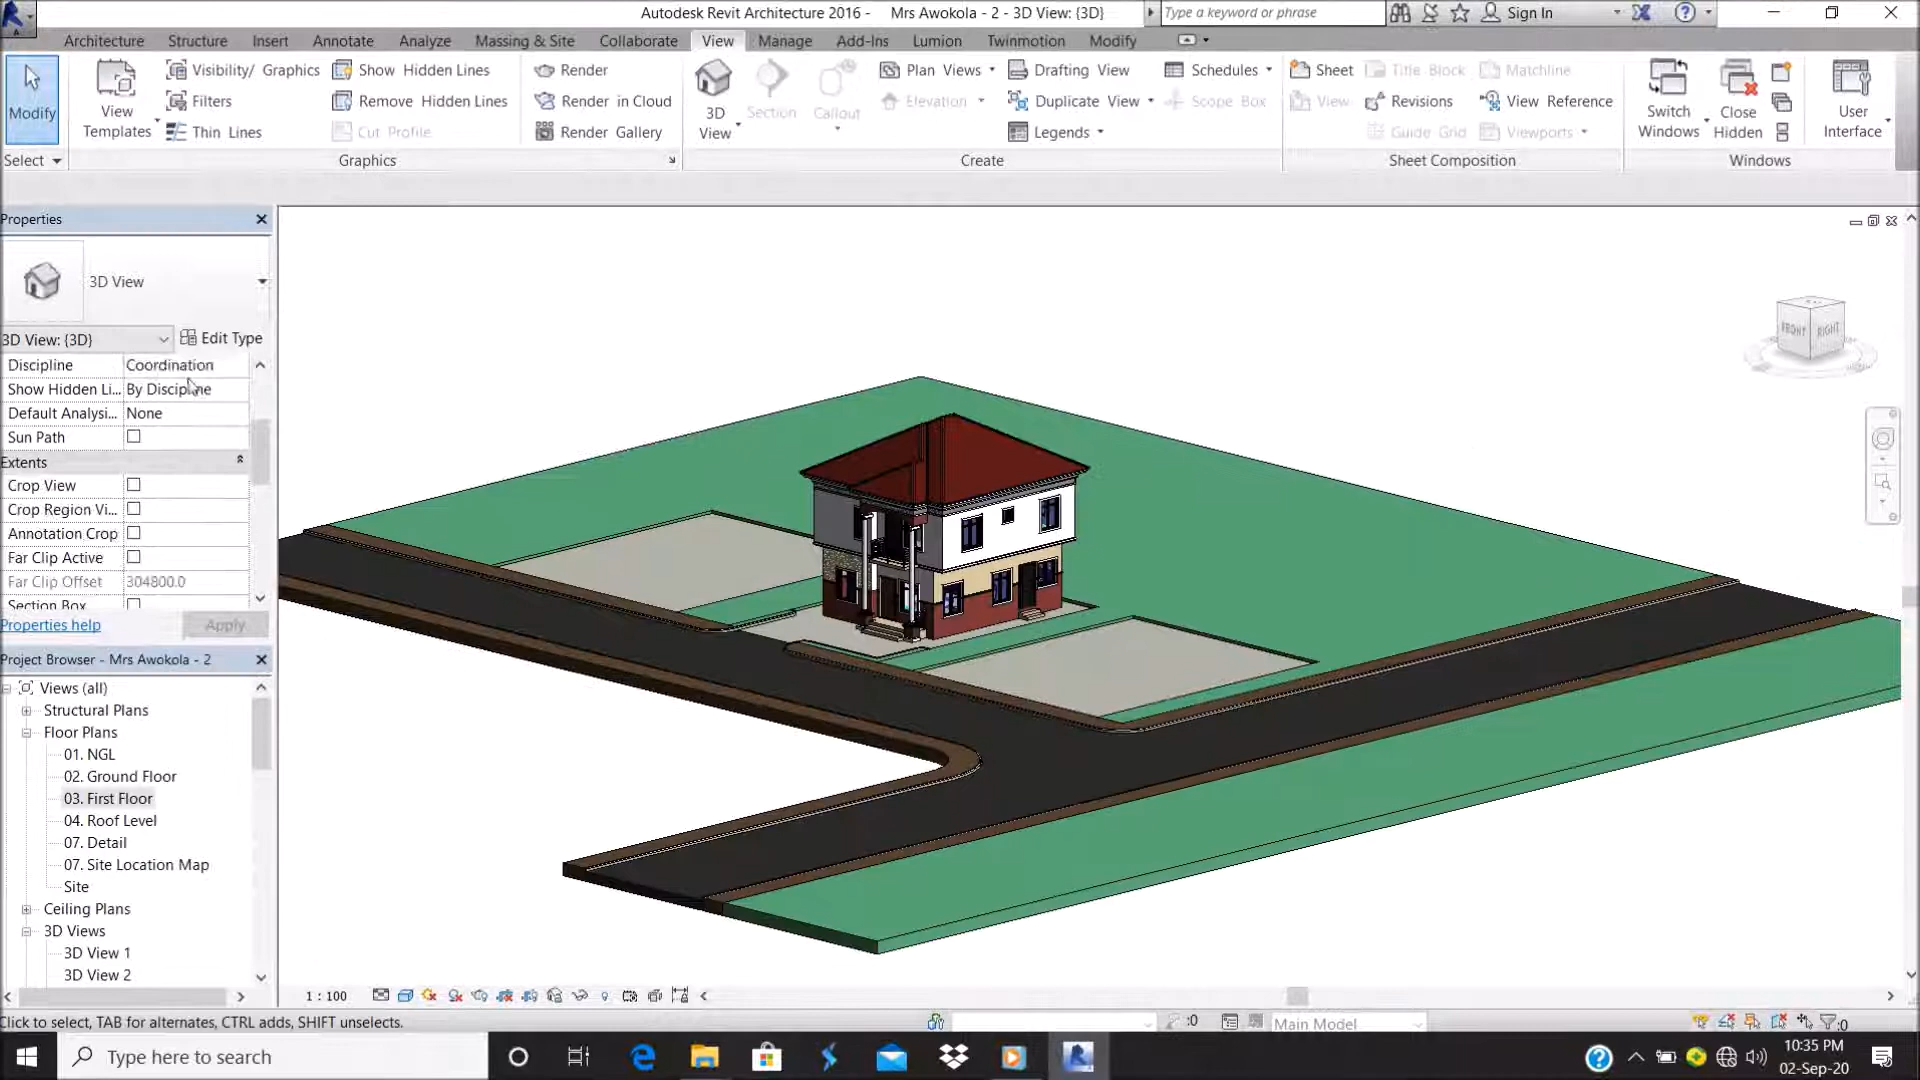 Autodesk Revit Architecture 2016 - Mrs Awokola - 2 - 3D View: {3D}
Type a keyword or phrase
Sign In
Architecture Structure Insert Annotate Analyze Massing & Site Collaborate View Manage Add-Ins Lumion Twinmotion Modify
Modify
Select
View Templates
Visibility/ Graphics
Filters
Thin Lines
Show Hidden Lines
Remove Hidden Lines
Cut Profile
Render
Render in Cloud
Render Gallery
Graphics
3D View
Section
Callout
Plan Views
Elevation
Drafting View
Duplicate View
Legends
Schedules
Scope Box
Create
Sheet
View
Title Block
Revisions
Guide Grid
Matchline
View Reference
Viewports
Sheet Composition
Switch Windows
Close Hidden
Windows
User Interface
Properties
3D View
3D View: {3D}
Edit Type
Discipline Coordination
Show Hidden Li... By Discipline
Default Analysi... None
Sun Path
Extents
Crop View
Crop Region Vi...
Annotation Crop
Far Clip Active
Far Clip Offset 304800.0
Section Box
Properties help
Apply
Project Browser - Mrs Awokola - 2
Views (all)
Structural Plans
Floor Plans
01. NGL
02. Ground Floor
03. First Floor
04. Roof Level
07. Detail
07. Site Location Map
Site
Ceiling Plans
3D Views
3D View 1
3D View 2
FRONT RIGHT
1 : 100
Click to select, TAB for alternates, CTRL adds, SHIFT unselects.
:0
Main Model
:0
Type here to search
10:35 PM
02-Sep-20